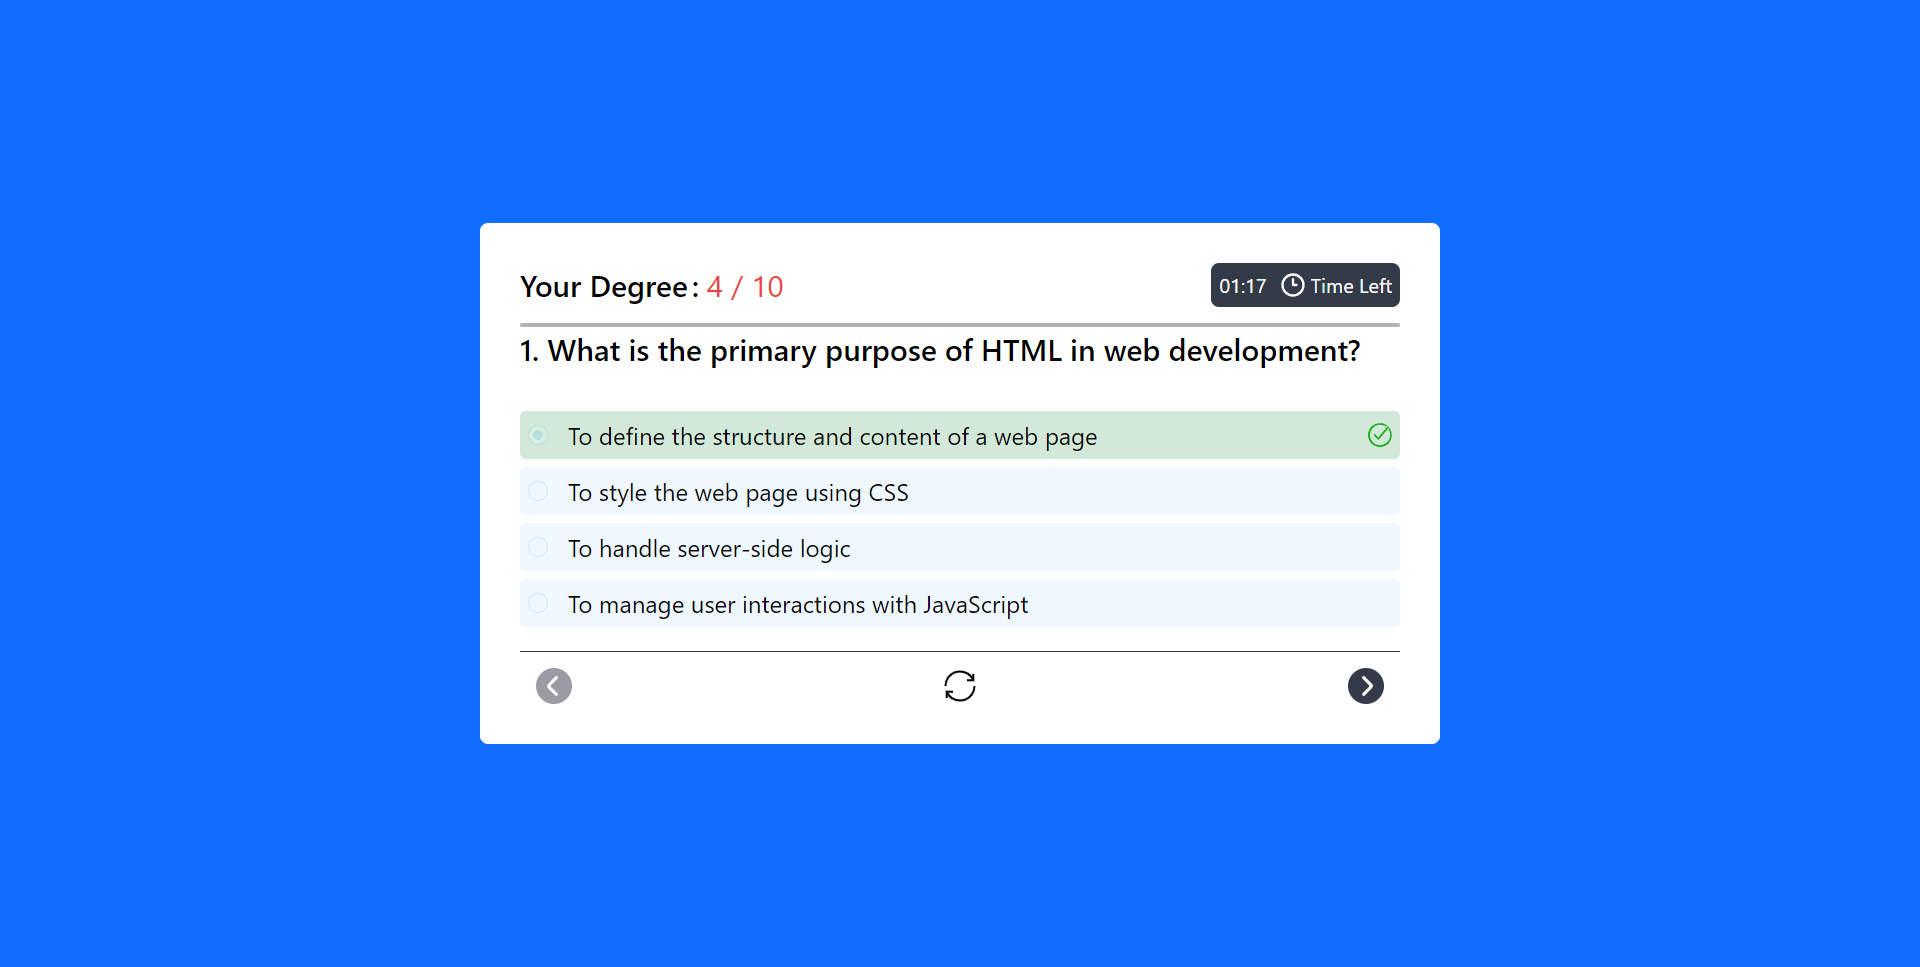 Your Degree: 4 / 10
01:17 Time Left
1. What is the primary purpose of HTML in web development?
To define the structure and content of a web page
To style the web page using CSS
To handle server-side logic
To manage user interactions with JavaScript